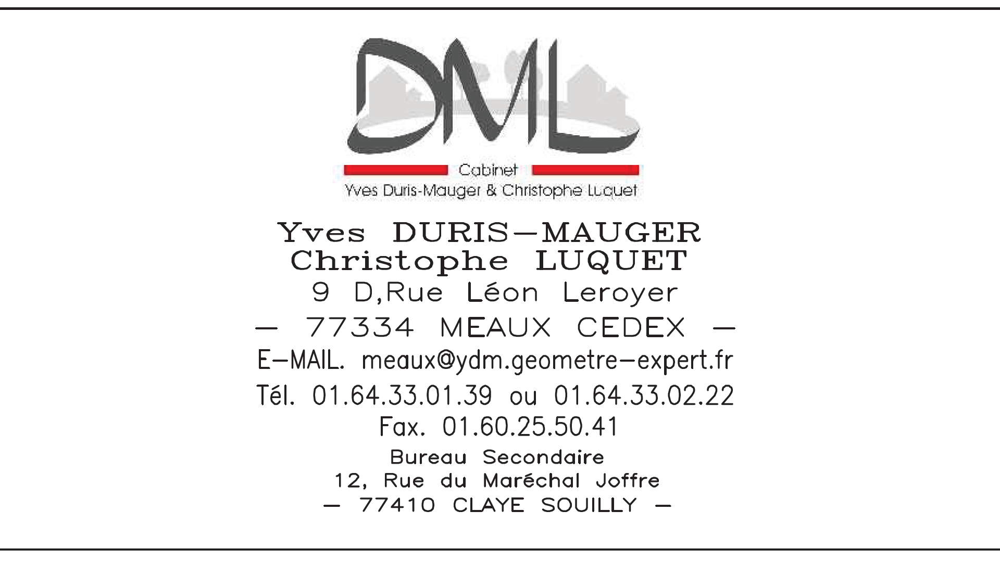 DML
Cabinet
Yves Duris-Mauger & Christophe Luquet
Yves DURIS-MAUGER
Christophe LUQUET
9 D,Rue Léon Leroyer
- 77334 MEAUX CEDEX -
E-MAIL. meaux@ydm.geometre-expert.fr
Tél. 01.64.33.01.39 ou 01.64.33.02.22
Fax. 01.60.25.50.41
Bureau Secondaire
12, Rue du Maréchal Joffre
- 77410 CLAYE SOUILLY -